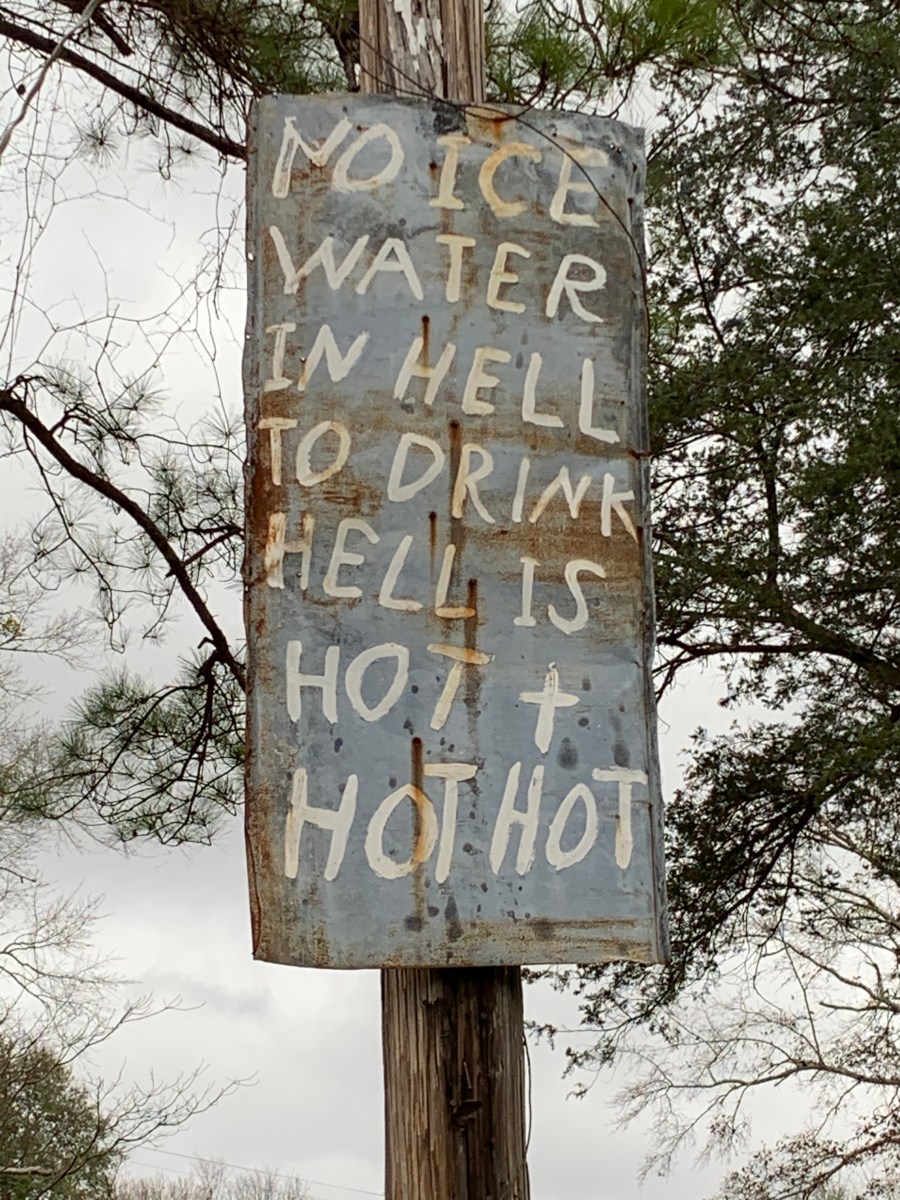 NO ICE
WATER
IN HELL
TO DRINK
HELL IS
HOT +
HOT HOT